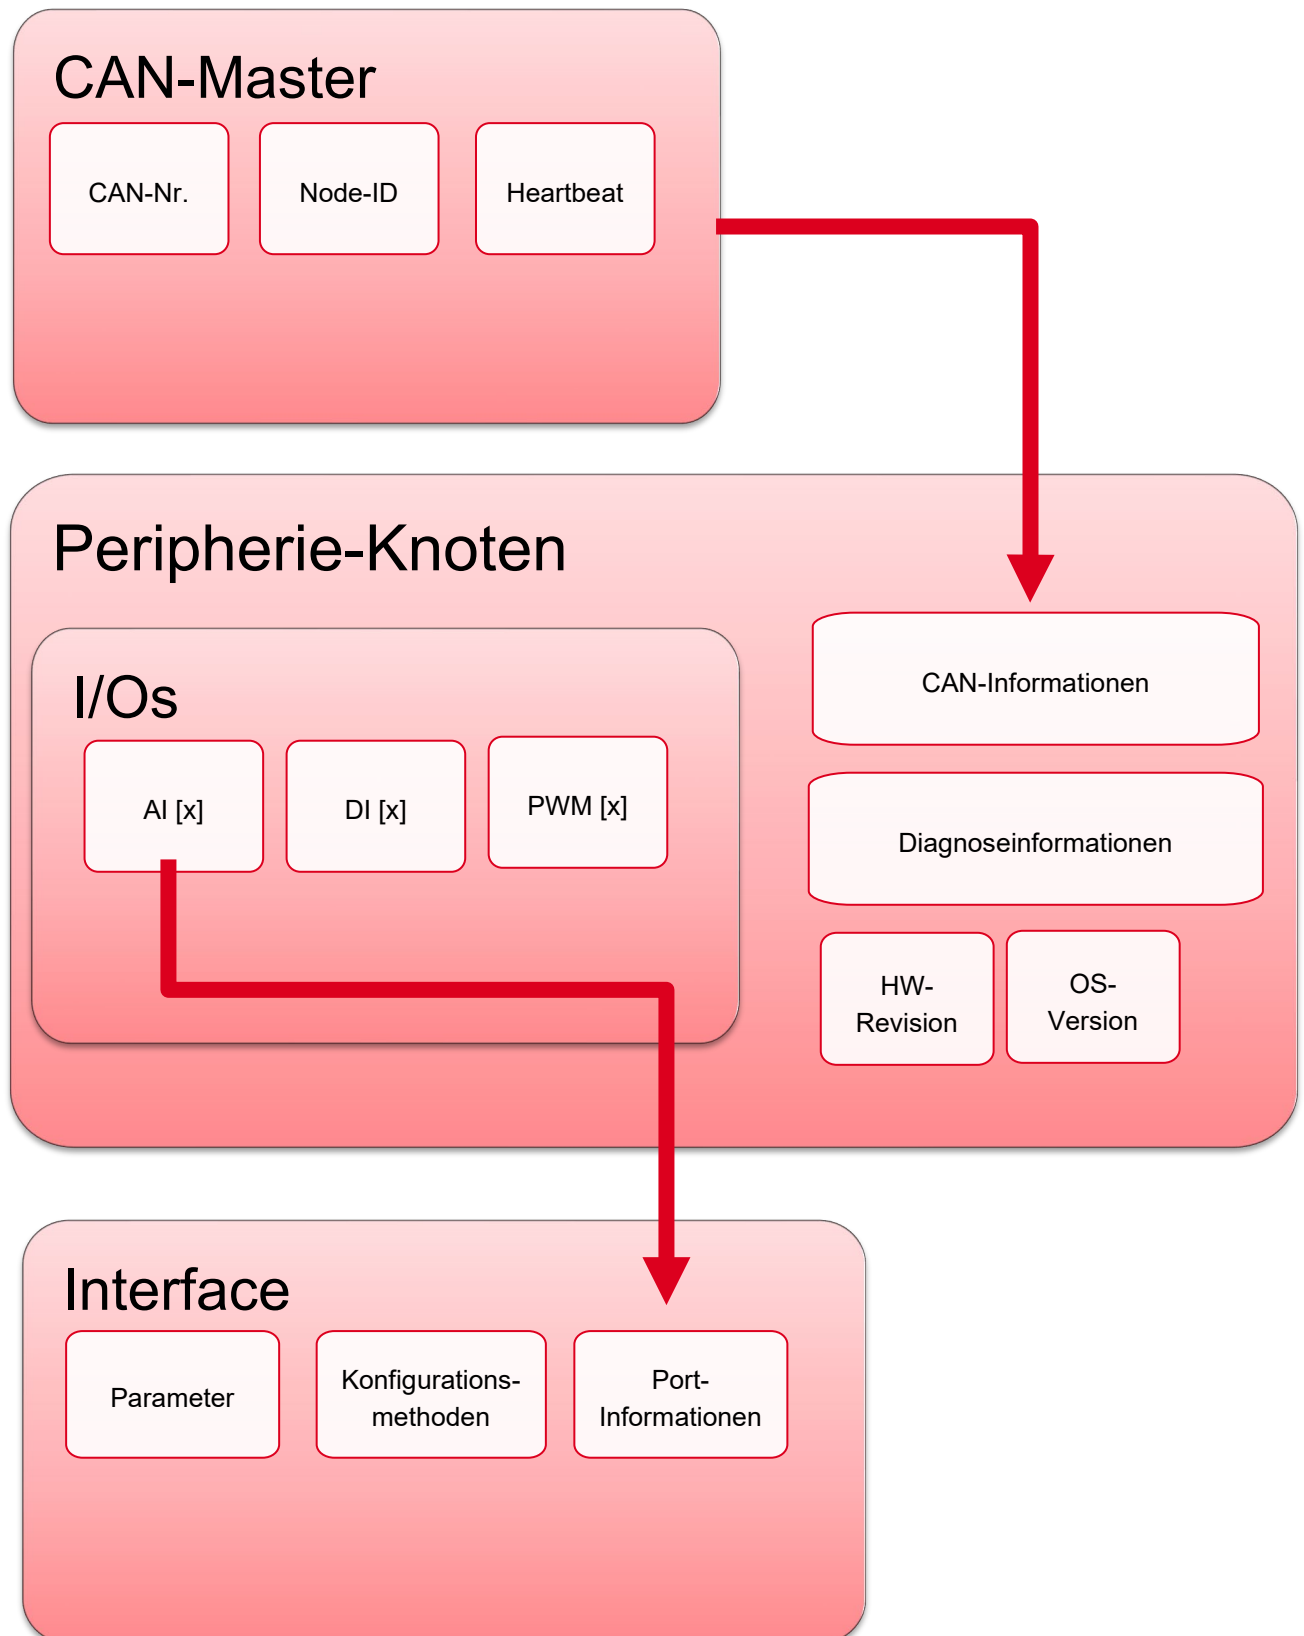 CAN-Master
CAN-Nr.
Node-ID
Heartbeat
Peripherie-Knoten
I/Os
AI [x]
DI [x]
PWM [x]
CAN-Informationen
Diagnoseinformationen
HW-
Revision
OS-
Version
Interface
Parameter
Konfigurations-
methoden
Port-
Informationen